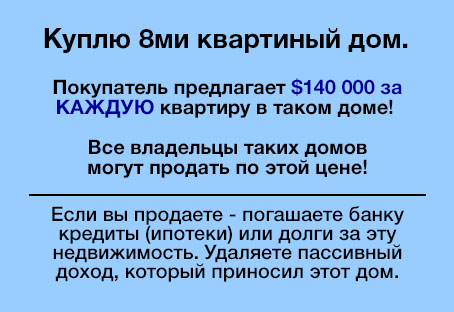 Куплю 8ми квартиный дом.
Покупатель предлагает $140 000 за
КАЖДУЮ квартиру в таком доме!
Все владельцы таких домов
могут продать по этой цене!
Если вы продаете - погашаете банку
кредиты (ипотеки) или долги за эту
недвижимость. Удаляете пассивный
доход, который приносил этот дом.